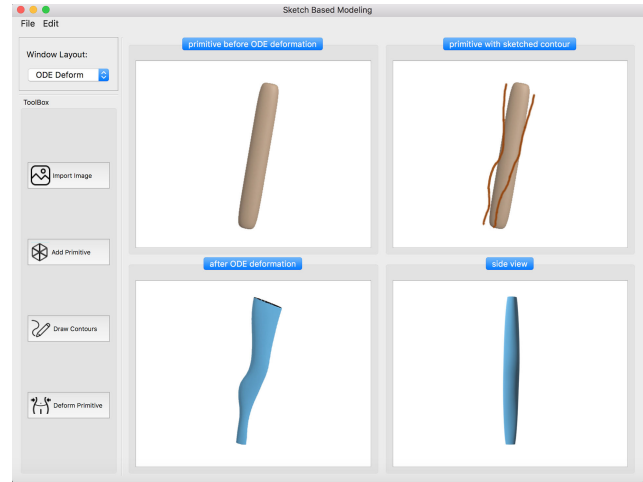 Sketch Based Modeling
File Edit
Window Layout:
ODE Deform
ToolBox
Import Image
Add Primitive
Draw Contours
Deform Primitive
primitive before ODE deformation
primitive with sketched contour
after ODE deformation
side view